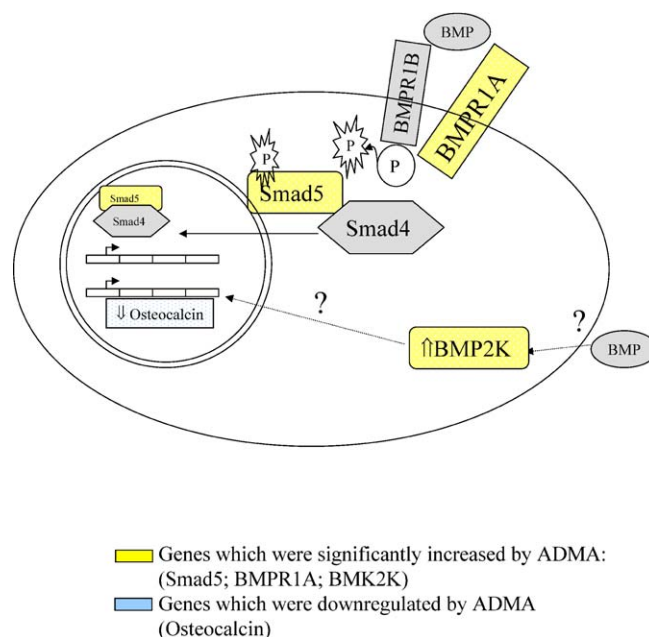 BMP
BMPR1B
BMPR1A
P
P
P
Smad5
Smad4
Smad5
Smad4
⇓ Osteocalcin
?
?
⇑BMP2K
BMP
Genes which were significantly increased by ADMA:
(Smad5; BMPR1A; BMK2K)
Genes which were downregulated by ADMA
(Osteocalcin)